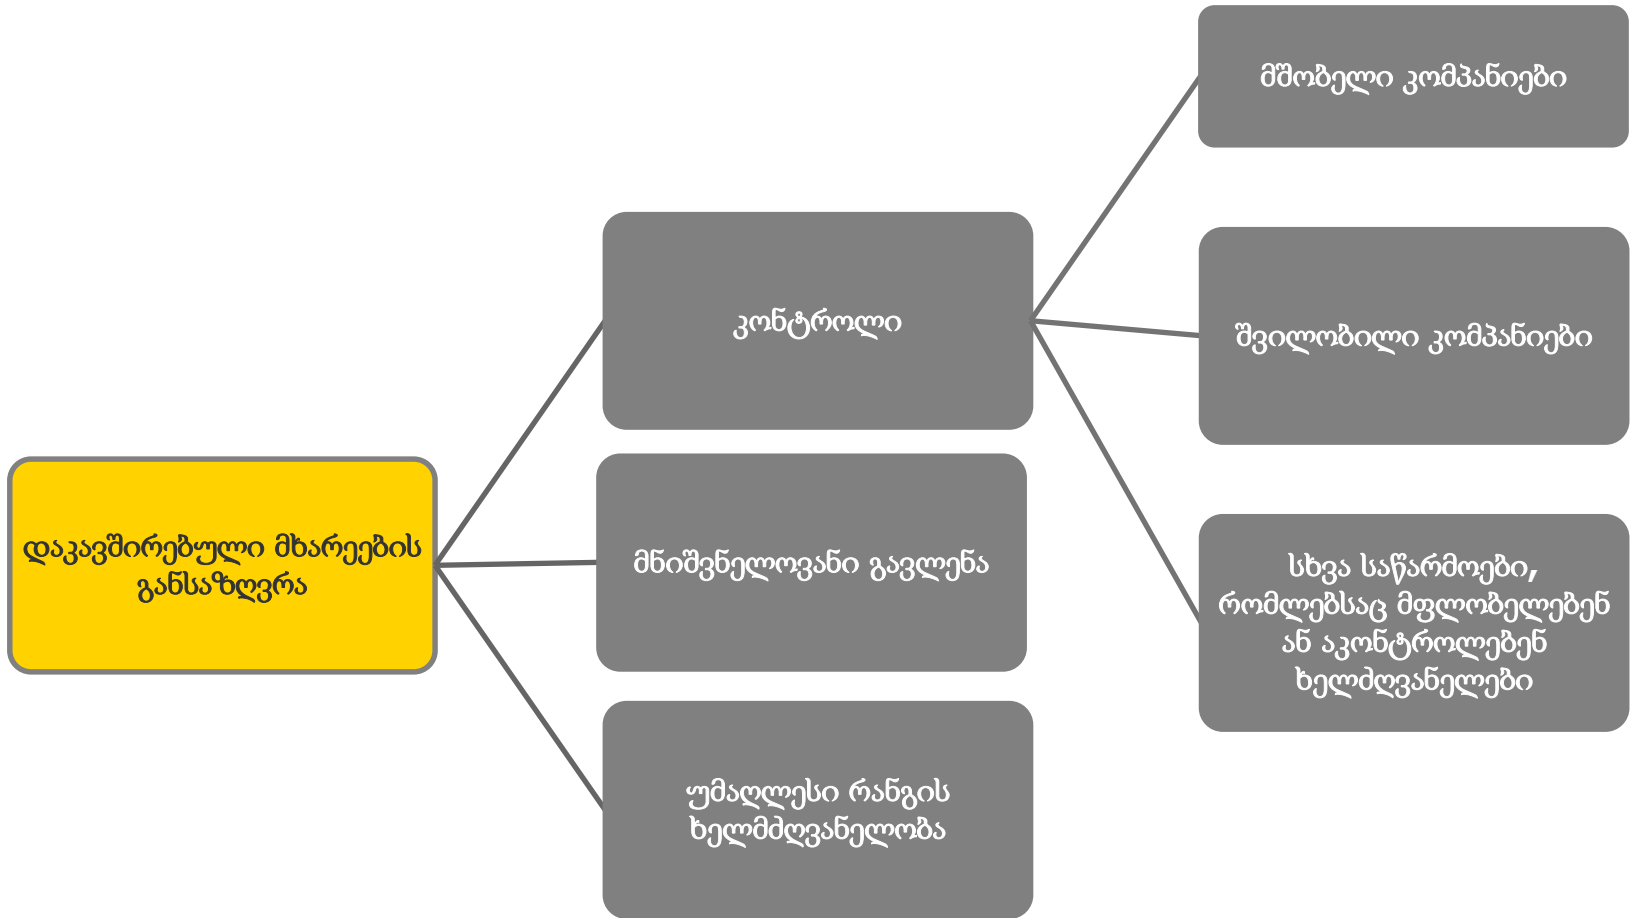 დაკავშირებული მხარეების
განსაზღვრა
კონტროლი
მნიშვნელოვანი გავლენა
უმაღლესი რანგის
ხელმძღვანელობა
მშობელი კომპანიები
შვილობილი კომპანიები
სხვა საწარმოები,
რომლებსაც მფლობელებენ
ან აკონტროლებენ
ხელძღვანელები